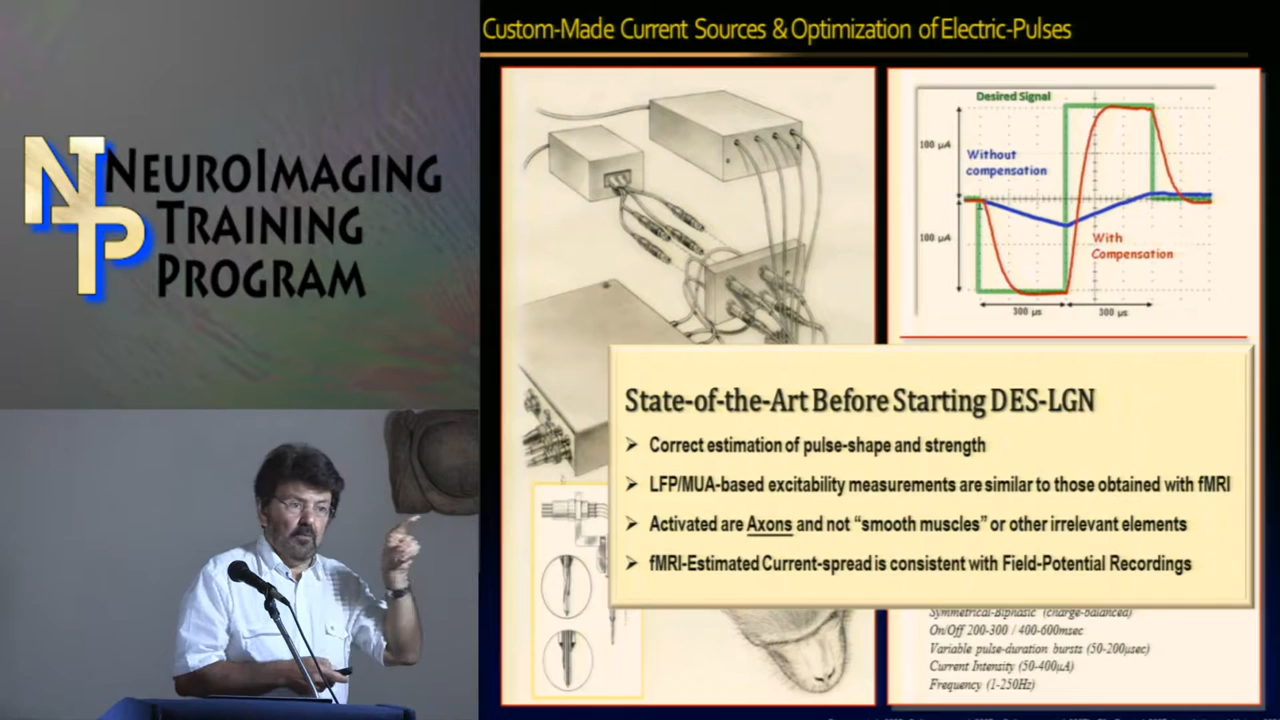 Custom-Made Current Sources & Optimization of Electric-Pulses
NEUROIMAGING
TRAINING
PROGRAM
NTP
Desired Signal
100 µA
Without
compensation
100 µA
With
Compensation
300 µs
300 µs
State-of-the-Art Before Starting DES-LGN
➢ Correct estimation of pulse-shape and strength
➢ LFP/MUA-based excitability measurements are similar to those obtained with fMRI
➢ Activated are Axons and not “smooth muscles” or other irrelevant elements
➢ fMRI-Estimated Current-spread is consistent with Field-Potential Recordings
Symmetrical-Biphasic (charge-balanced)
On/Off 200-300 / 400-600msec
Variable pulse-duration bursts (50-200µsec)
Current Intensity (50-400µA)
Frequency (1-250Hz)